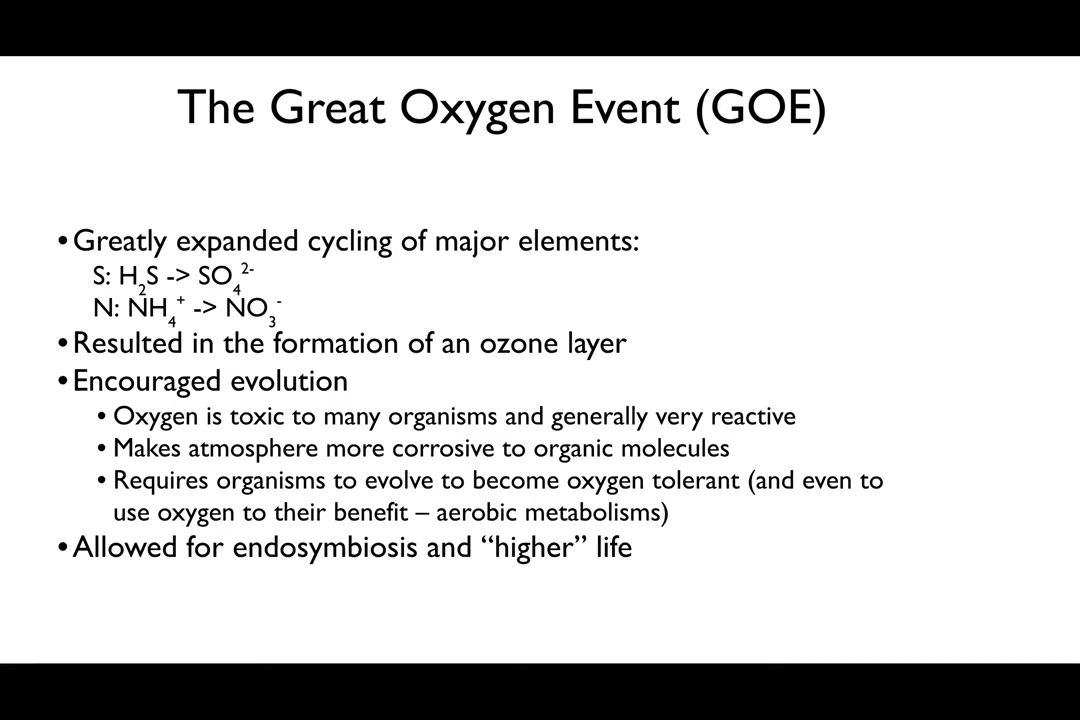 The Great Oxygen Event (GOE)
•Greatly expanded cycling of major elements:
S: H₂S -> SO₄²⁻
N: NH₄⁺ -> NO₃⁻
•Resulted in the formation of an ozone layer
•Encouraged evolution
• Oxygen is toxic to many organisms and generally very reactive
• Makes atmosphere more corrosive to organic molecules
• Requires organisms to evolve to become oxygen tolerant (and even to
use oxygen to their benefit – aerobic metabolisms)
•Allowed for endosymbiosis and “higher” life